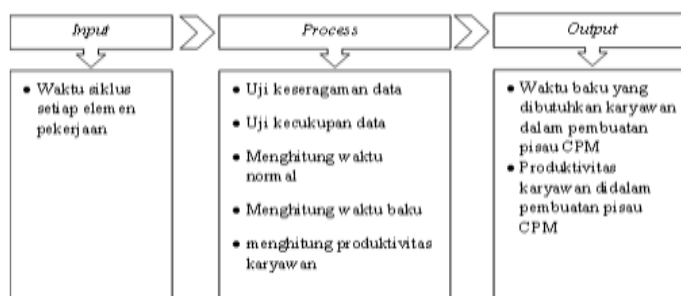 Input
Process
Output
• Waktu siklus
setiap elemen
pekerjaan
• Uji keseragaman data
• Uji kecukupan data
• Menghitung waktu
normal
• Menghitung waktu baku
• menghitung produktivitas
karyawan
• Waktu baku yang
dibutuhkan karyawan
dalam pembuatan
pisau CPM
• Produktivitas
karyawan didalam
pembuatan pisau
CPM